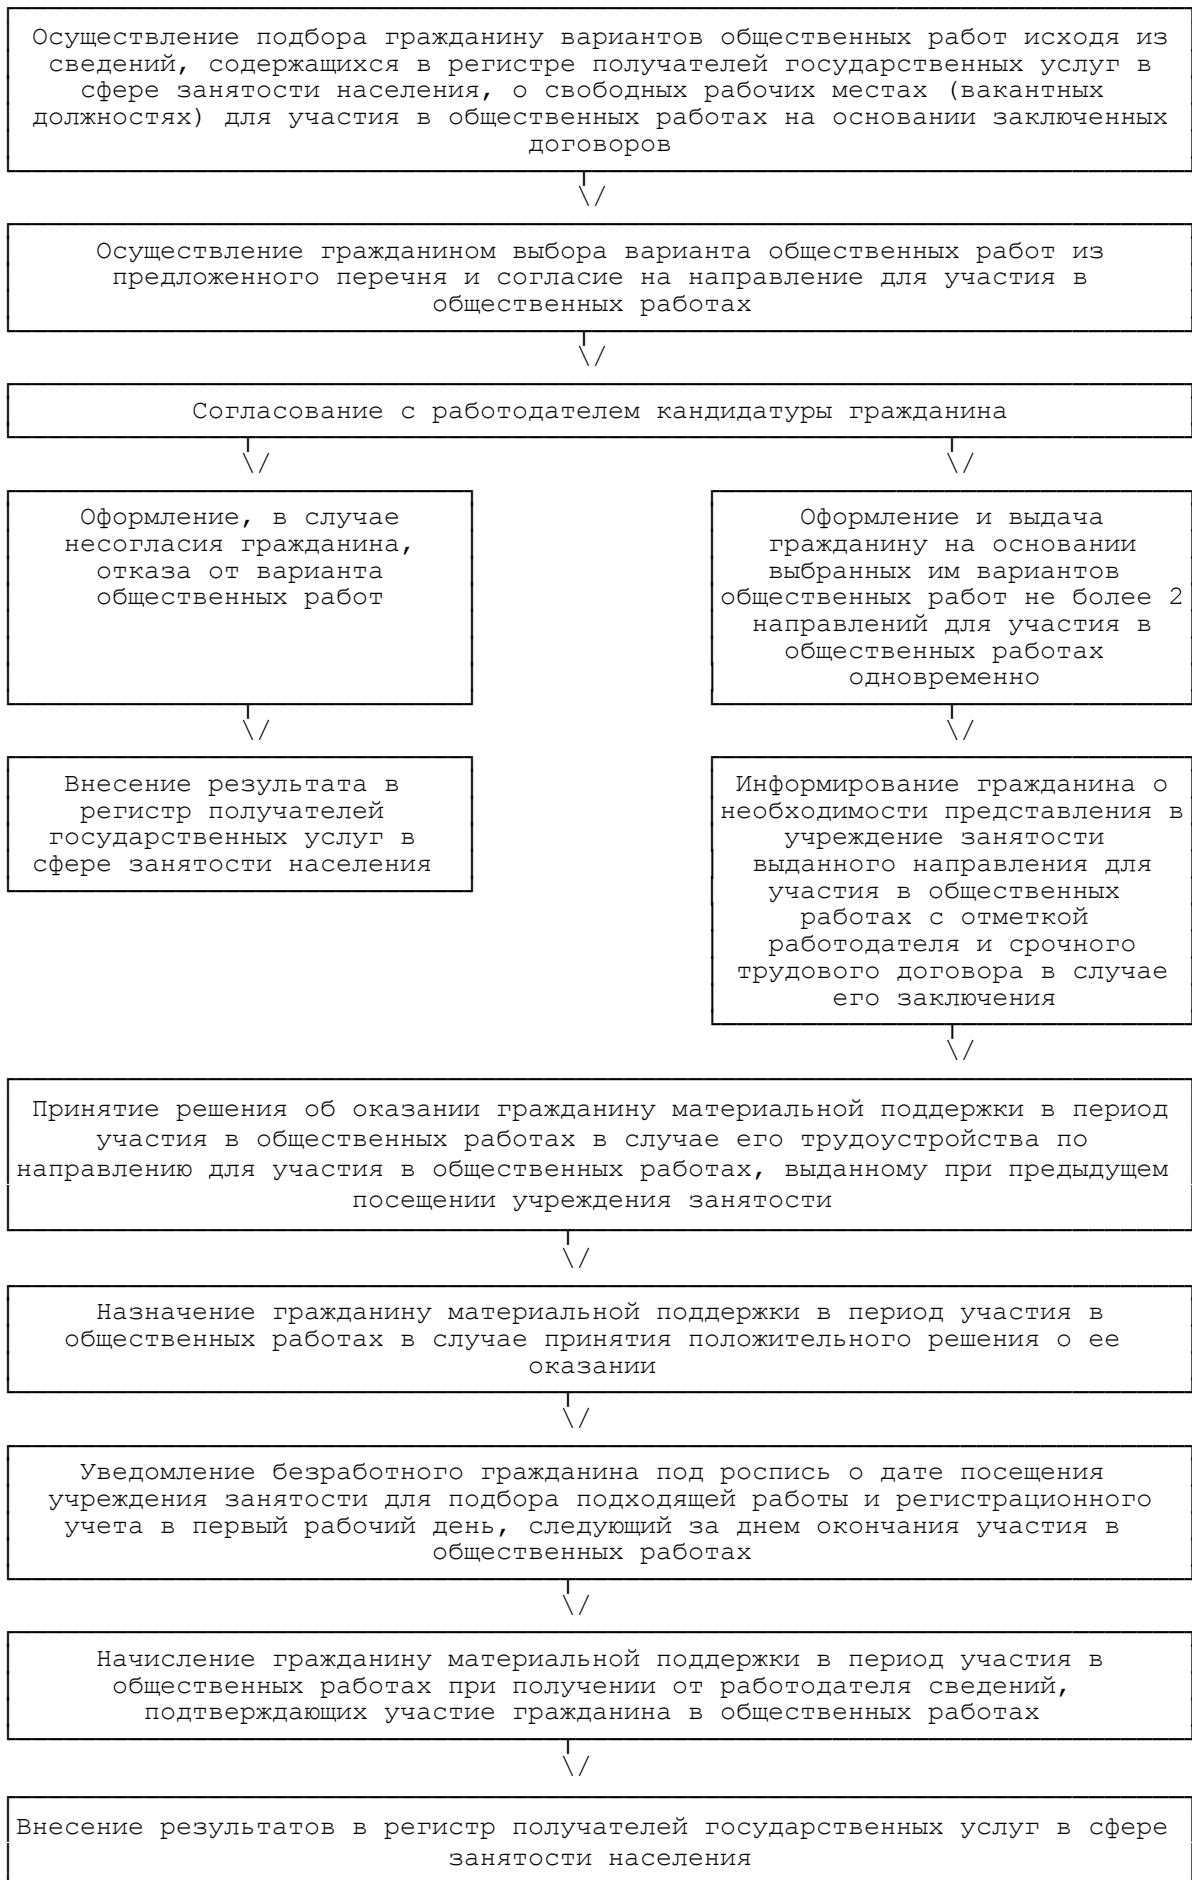 Осуществление подбора гражданину вариантов общественных работ исходя из
сведений, содержащихся в регистре получателей государственных услуг в
сфере занятости населения, о свободных рабочих местах (вакантных
должностях) для участия в общественных работах на основании заключенных
договоров
Осуществление гражданином выбора варианта общественных работ из
предложенного перечня и согласие на направление для участия в
общественных работах
Согласование с работодателем кандидатуры гражданина
Оформление, в случае
несогласия гражданина,
отказа от варианта
общественных работ
Оформление и выдача
гражданину на основании
выбранных им вариантов
общественных работ не более 2
направлений для участия в
общественных работах
одновременно
Внесение результата в
регистр получателей
государственных услуг в
сфере занятости населения
Информирование гражданина о
необходимости представления в
учреждение занятости
выданного направления для
участия в общественных
работах с отметкой
работодателя и срочного
трудового договора в случае
его заключения
Принятие решения об оказании гражданину материальной поддержки в период
участия в общественных работах в случае его трудоустройства по
направлению для участия в общественных работах, выданному при предыдущем
посещении учреждения занятости
Назначение гражданину материальной поддержки в период участия в
общественных работах в случае принятия положительного решения о ее
оказании
Уведомление безработного гражданина под роспись о дате посещения
учреждения занятости для подбора подходящей работы и регистрационного
учета в первый рабочий день, следующий за днем окончания участия в
общественных работах
Начисление гражданину материальной поддержки в период участия в
общественных работах при получении от работодателя сведений,
подтверждающих участие гражданина в общественных работах
Внесение результатов в регистр получателей государственных услуг в сфере
занятости населения